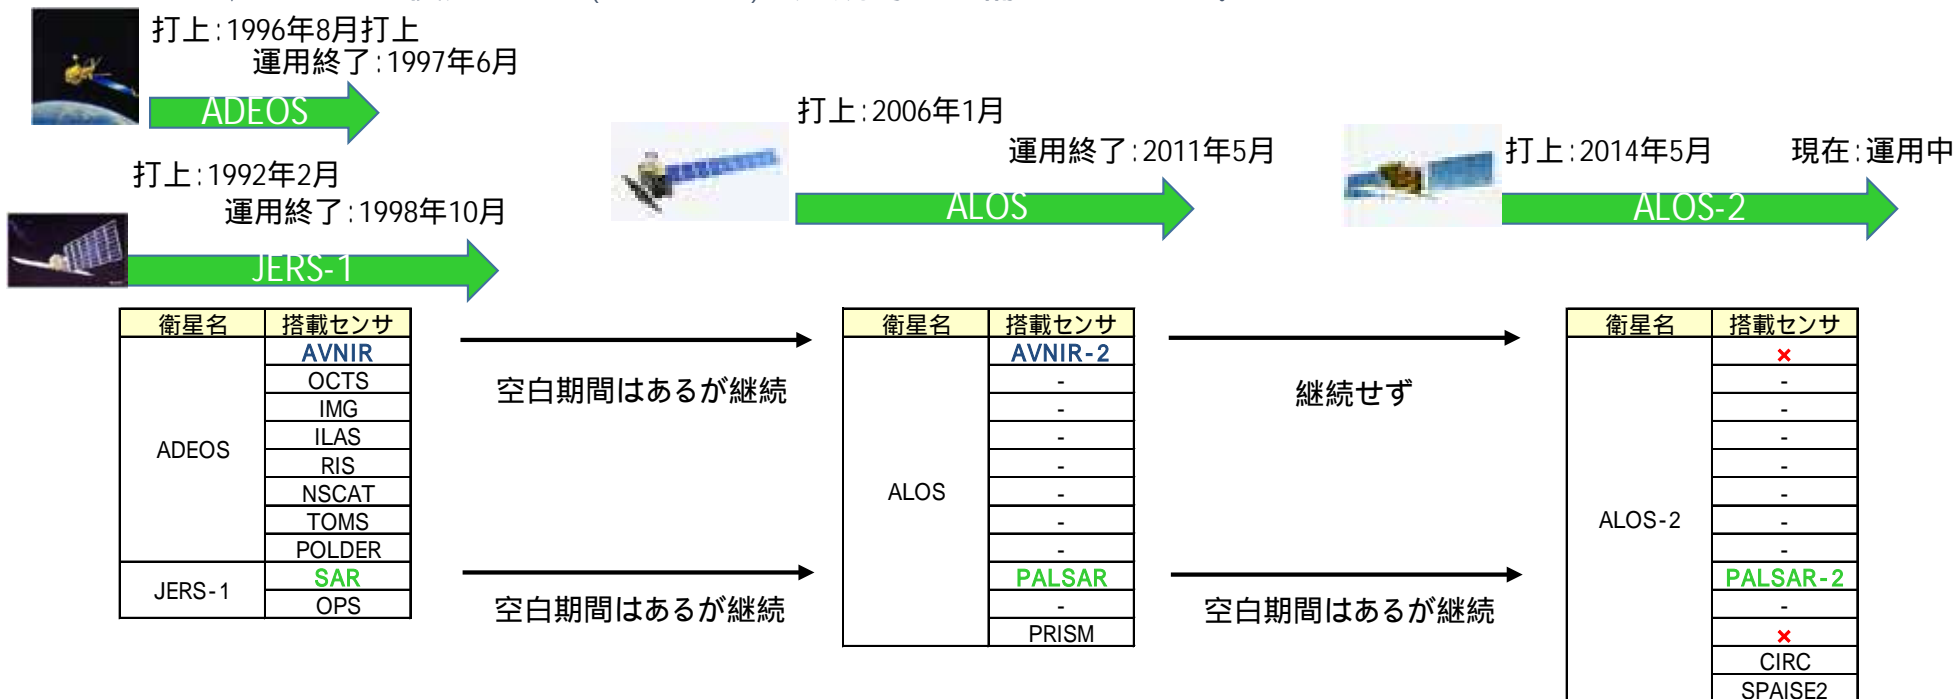 打上:1996年8月打上
運用終了:1997年6月
ADEOS
打上:1992年2月
運用終了:1998年10月
JERS-1
打上:2006年1月
運用終了:2011年5月
ALOS
打上:2014年5月 現在:運用中
ALOS-2
衛星名 搭載センサ
ADEOS
AVNIR
OCTS
IMG
ILAS
RIS
NSCAT
TOMS
POLDER
JERS-1
SAR
OPS
空白期間はあるが継続
空白期間はあるが継続
衛星名 搭載センサ
ALOS
AVNIR-2
-
-
-
-
-
-
-
PALSAR
-
PRISM
継続せず
空白期間はあるが継続
衛星名 搭載センサ
ALOS-2
×
-
-
-
-
-
-
-
PALSAR-2
-
×
CIRC
SPAISE2